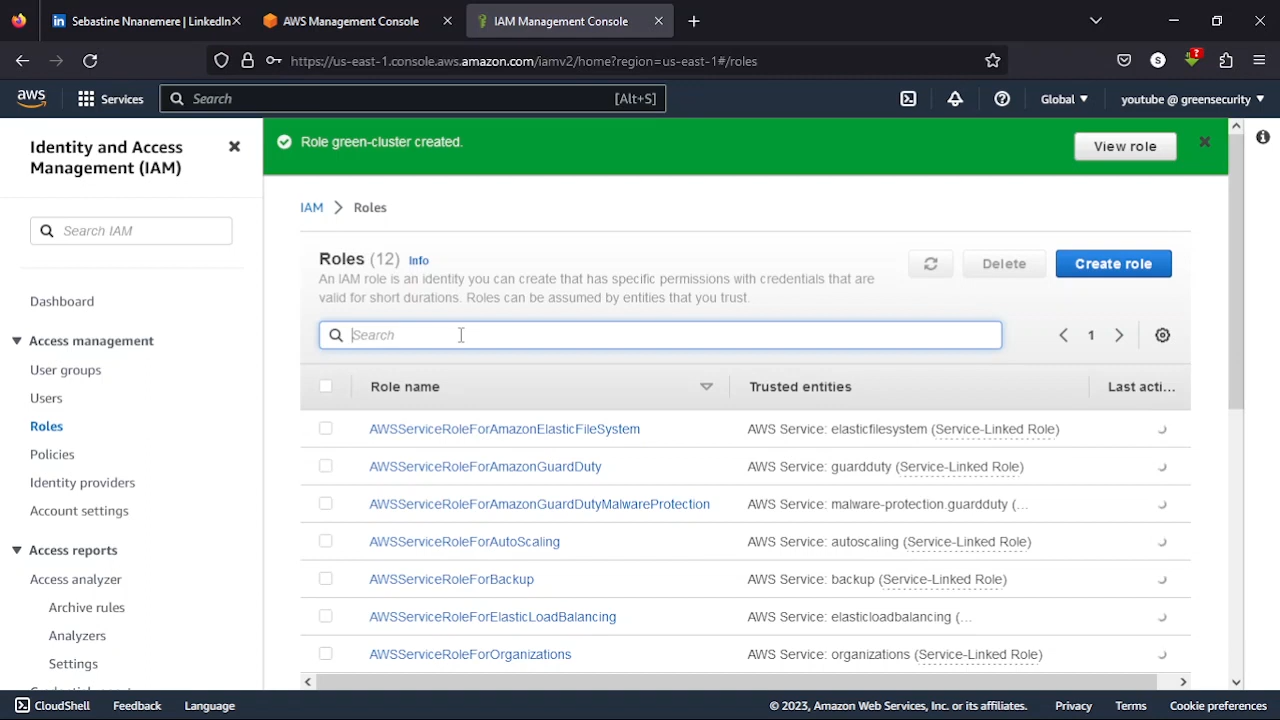 Sebastine Nnanemere | LinkedIn
AWS Management Console
IAM Management Console
https://us-east-1.console.aws.amazon.com/iamv2/home?region=us-east-1#/roles
S
?
aws
Services
Search
[Alt+S]
Global
youtube @ greensecurity
Identity and Access Management (IAM)
Search IAM
Dashboard
Access management
User groups
Users
Roles
Policies
Identity providers
Account settings
Access reports
Access analyzer
Archive rules
Analyzers
Settings
Role green-cluster created.
View role
IAM > Roles
Roles (12) Info
Delete
Create role
An IAM role is an identity you can create that has specific permissions with credentials that are
valid for short durations. Roles can be assumed by entities that you trust.
Search
1
Role name
Trusted entities
Last acti...
AWSServiceRoleForAmazonElasticFileSystem
AWS Service: elasticfilesystem (Service-Linked Role)
AWSServiceRoleForAmazonGuardDuty
AWS Service: guardduty (Service-Linked Role)
AWSServiceRoleForAmazonGuardDutyMalwareProtection
AWS Service: malware-protection.guardduty (...
AWSServiceRoleForAutoScaling
AWS Service: autoscaling (Service-Linked Role)
AWSServiceRoleForBackup
AWS Service: backup (Service-Linked Role)
AWSServiceRoleForElasticLoadBalancing
AWS Service: elasticloadbalancing (...
AWSServiceRoleForOrganizations
AWS Service: organizations (Service-Linked Role)
CloudShell
Feedback
Language
© 2023, Amazon Web Services, Inc. or its affiliates.
Privacy
Terms
Cookie preferences